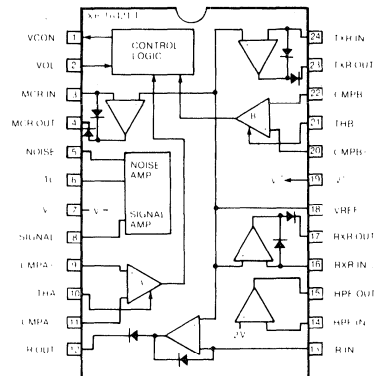 VCON 1
VOL 2
MCR IN 3
MCR OUT 4
NOISE 5
6
V- 7
SIGNAL 8
CMPA+ 9
THA 10
CMPA- 11
R OUT 12
CONTROL
LOGIC
NOISE
AMP
SIGNAL
AMP
A
B
2V
24 TXR IN
23 TXR OUT
22 CMPB-
21 THB
20 CMPB+
19 V+
18 VREF
17 RXR OUT
16 RXR IN
15 HPF OUT
14 HPF IN
13 R IN